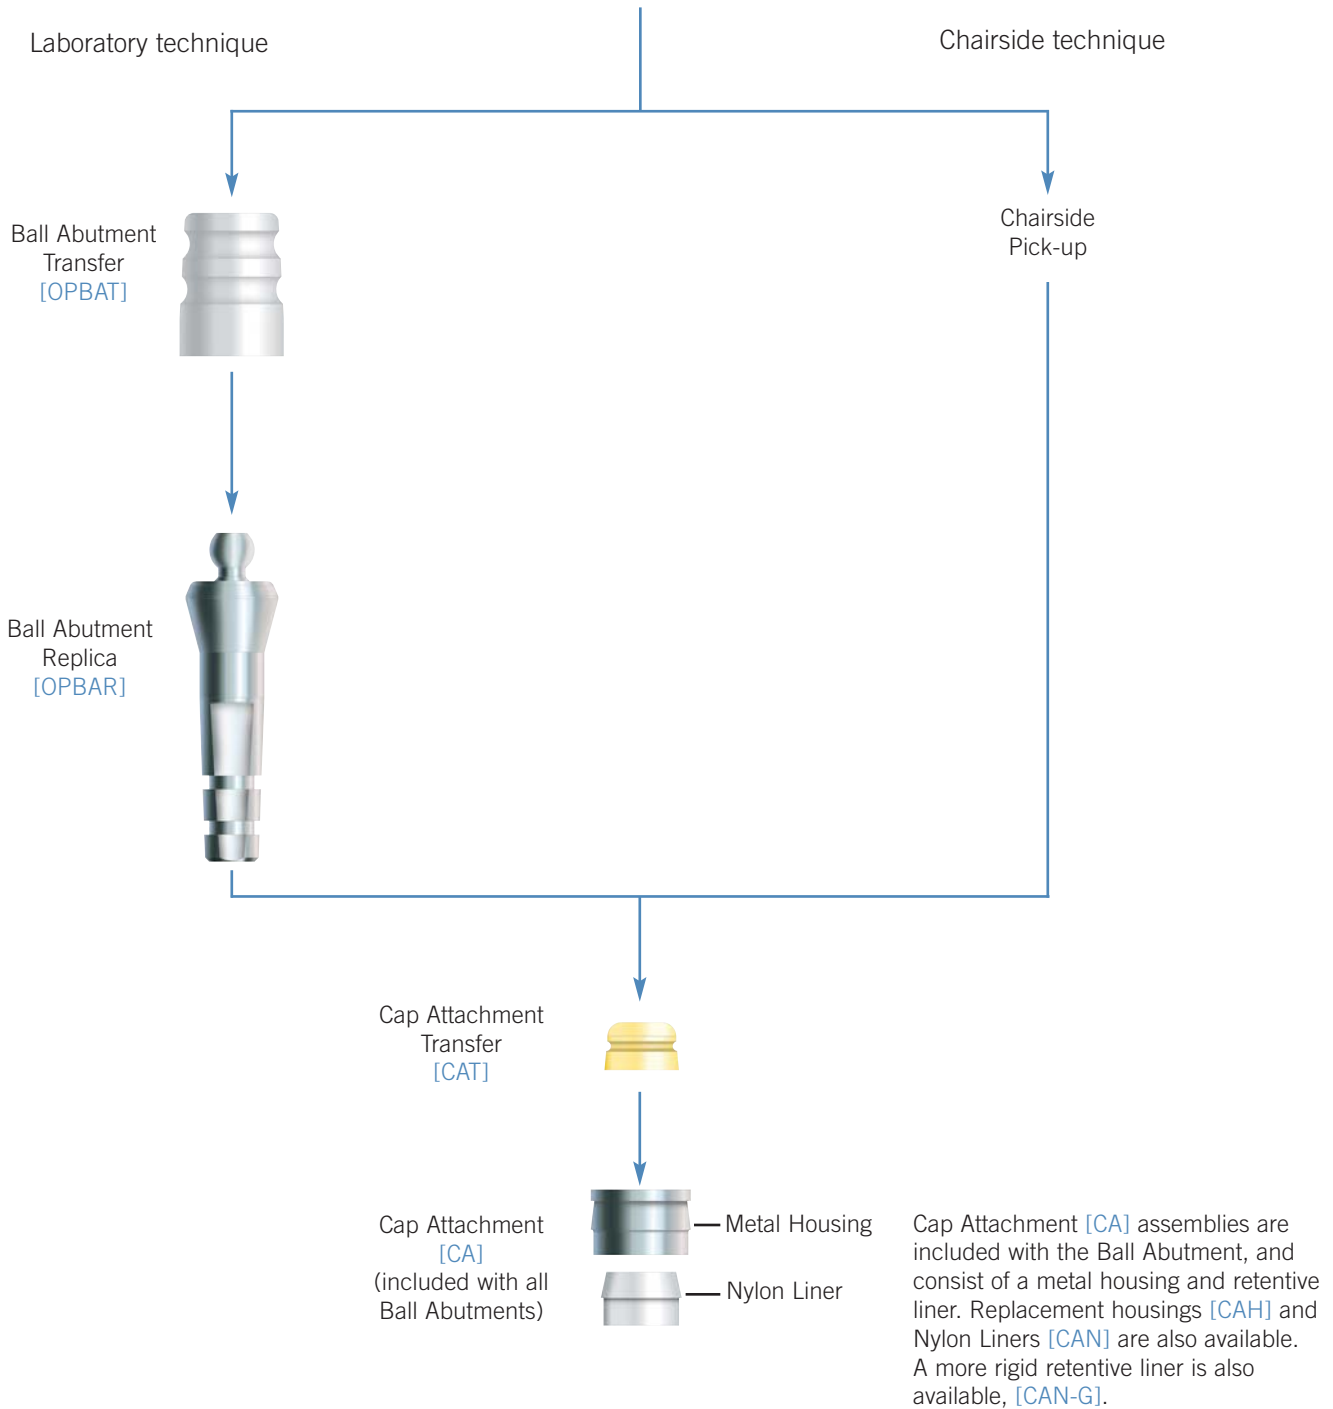 Laboratory technique
Chairside technique
Ball Abutment
Transfer
[OPBAT]
Chairside
Pick-up
Ball Abutment
Replica
[OPBAR]
Cap Attachment
Transfer
[CAT]
Cap Attachment
[CA]
(included with all
Ball Abutments)
Metal Housing
Nylon Liner
Cap Attachment [CA] assemblies are
included with the Ball Abutment, and
consist of a metal housing and retentive
liner. Replacement housings [CAH] and
Nylon Liners [CAN] are also available.
A more rigid retentive liner is also
available, [CAN-G].